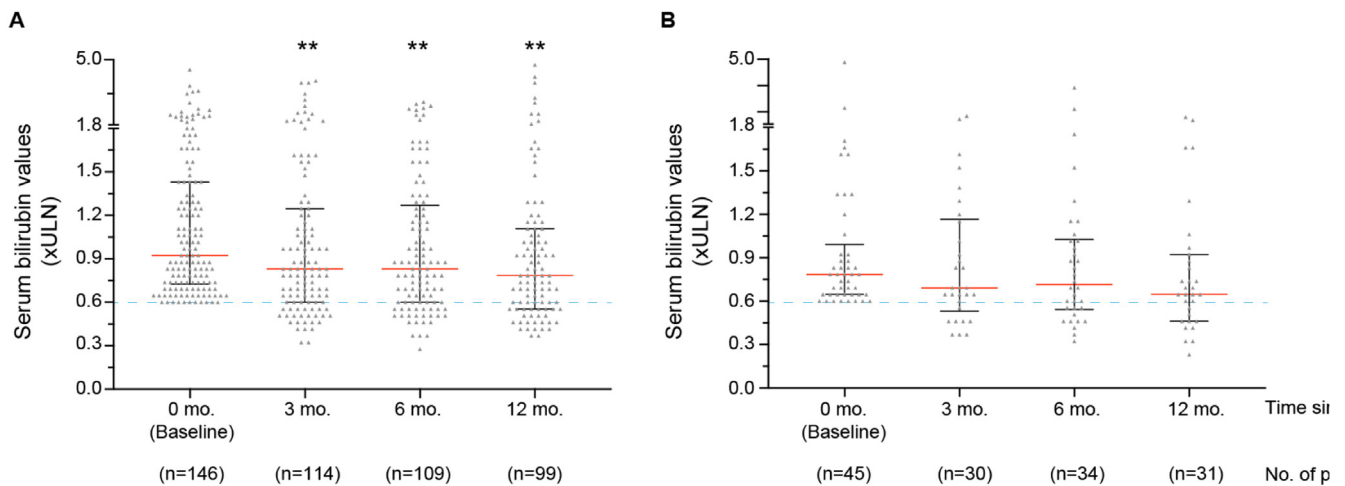 A
B
** ** **
Serum bilirubin values
(xULN)
5.0
1.8
1.5
1.2
0.9
0.6
0.3
0.0
0 mo. 3 mo. 6 mo. 12 mo.
(Baseline)
(n=146) (n=114) (n=109) (n=99)
Serum bilirubin values
(xULN)
5.0
1.8
1.5
1.2
0.9
0.6
0.3
0.0
0 mo. 3 mo. 6 mo. 12 mo. Time
(Baseline)
(n=45) (n=30) (n=34) (n=31) No. of